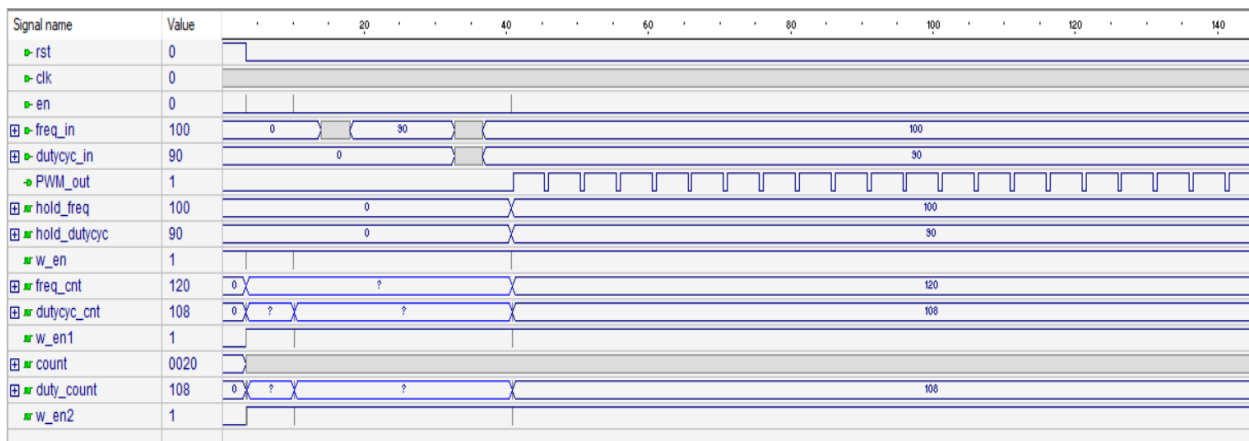 Signal name Value 20 40 60 80 100 120 140
rst 0
clk 0
en 0
freq_in 100 0 90 100
dutycyc_in 90 0 90
PWM_out 1
hold_freq 100 0 100
hold_dutycyc 90 0 90
w_en 1
freq_cnt 120 0 ? 120
dutycyc_cnt 108 0 ? ? 108
w_en1 1
count 0020
duty_count 108 0 ? ? 108
w_en2 1